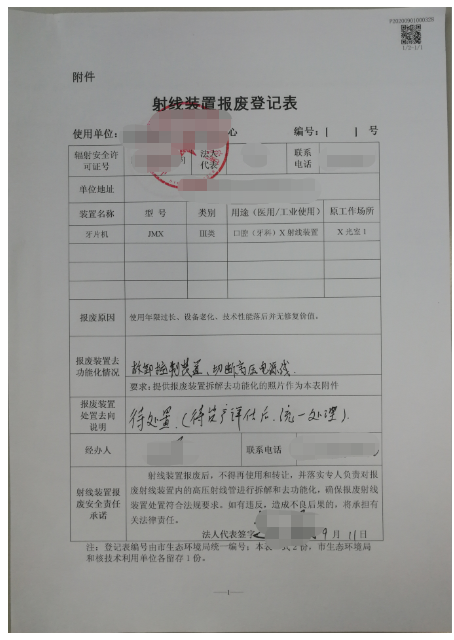 附件
射线装置报废登记表
使用单位： 心 编号： 号
辐射安全许可证号 法人代表 联系电话
单位地址
装置名称 型 号 类别 用途（医用/工业使用） 原工作场所
牙片机 JMX Ⅲ类 口腔（牙科）X 射线装置 X 光室 1
报废原因 使用年限过长、设备老化、技术性能落后并无修复价值。
报废装置去功能化情况 拆卸控制装置、切断高压电源线
要求：提供报废装置拆解去功能化的照片作为本表附件
报废装置处置去向说明 待处置（待资产评估后，统一处理）.
经办人 联系电话
射线装置报废安全责任承诺
射线装置报废后，不得再使用和转让，并落实专人负责对报
废射线装置内的高压射线管进行拆解和去功能化，确保报废射线
装置处置符合法规要求。如有违反，造成不良后果的，将承担有
关法律责任。
法人代表签字 9 月 11 日
注：登记表编号由市生态环境局统一编号；本表一式2份，市生态环境局
和核技术利用单位各留存 1 份。
1